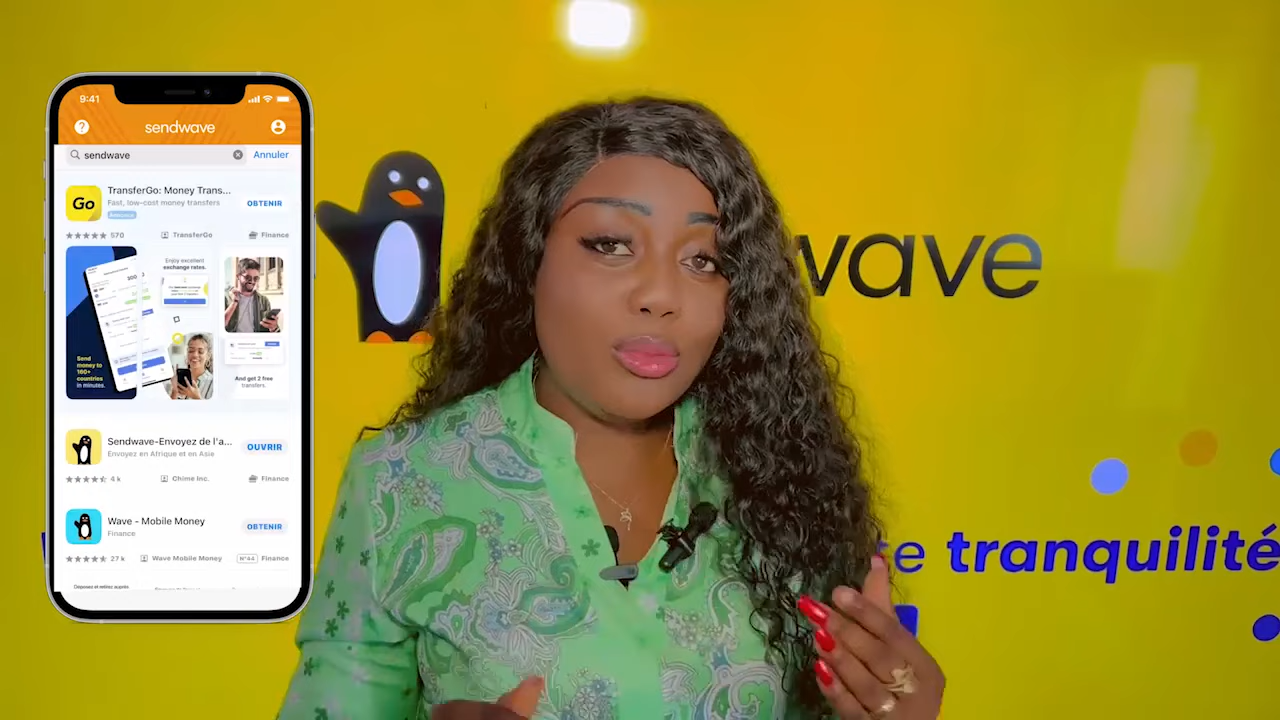 9:41
sendwave
sendwave
Annuler
Go
TransferGo: Money Trans...
Fast, low-cost money transfers
OBTENIR
570
TransferGo
Finance
Enjoy excellent
exchange rates.
Send
money to
160+
countries
in minutes.
And get 2 free
transfers.
Sendwave-Envoyez de l'a...
Envoyez en Afrique et en Asie
OUVRIR
4 k
Chime Inc.
Finance
Wave - Mobile Money
Finance
OBTENIR
27 k
Wave Mobile Money
N°44
Finance
wave
te tranquilité